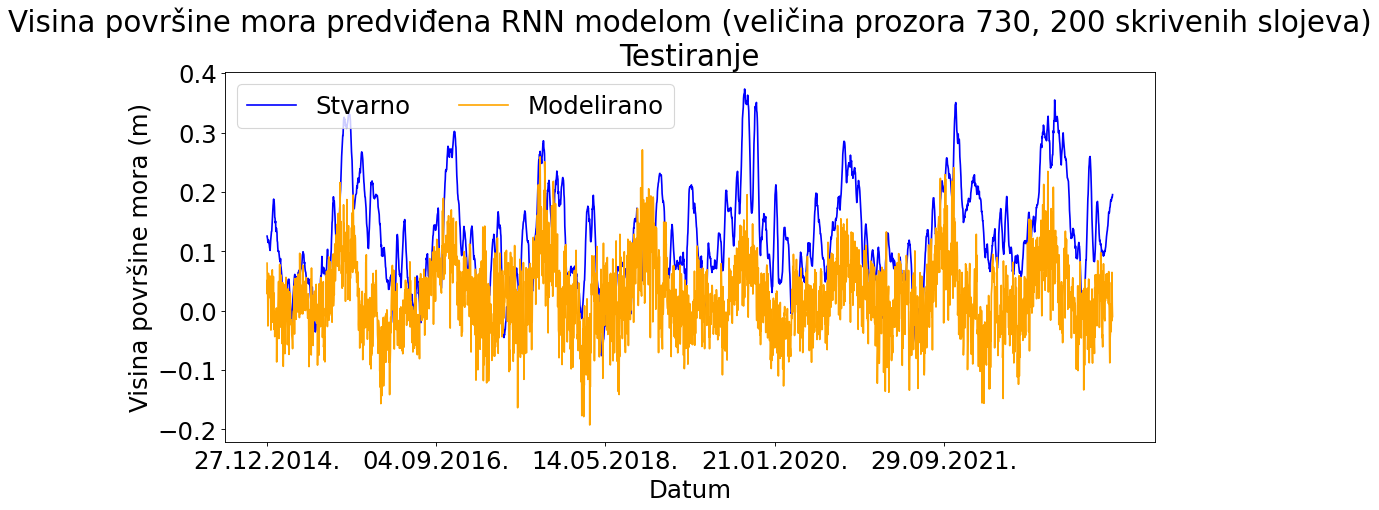 Visina površine mora predviđena RNN modelom (veličina prozora 730, 200 skrivenih slojeva)
Testiranje
Stvarno Modelirano
Visina površine mora (m)
0.4
0.3
0.2
0.1
0.0
−0.1
−0.2
27.12.2014. 04.09.2016. 14.05.2018. 21.01.2020. 29.09.2021.
Datum